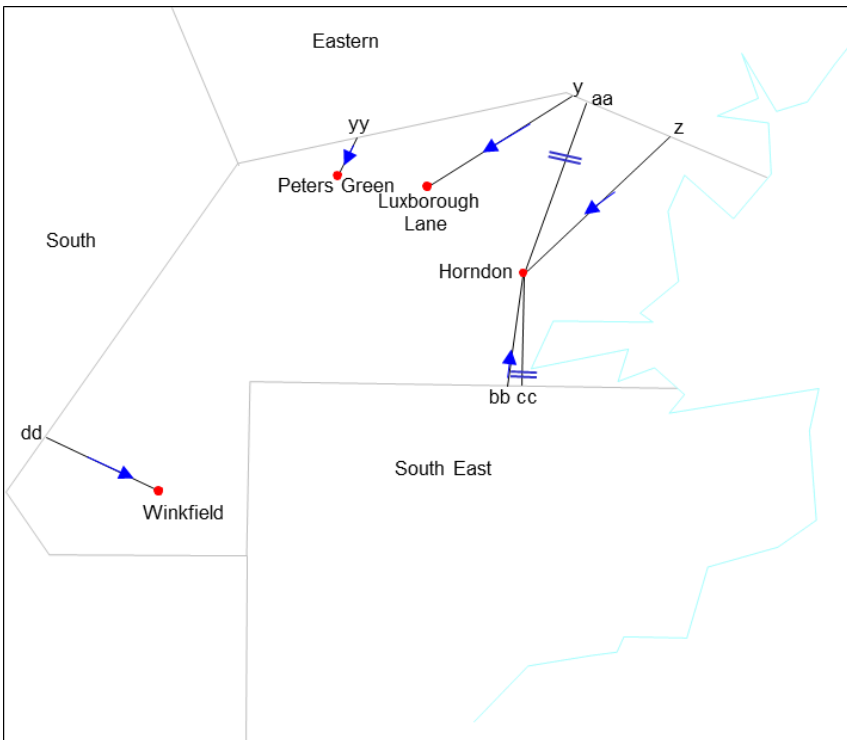 Eastern
y
aa
yy
z
Peters Green
Luxborough
Lane
South
Horndon
bb cc
dd
South East
Winkfield